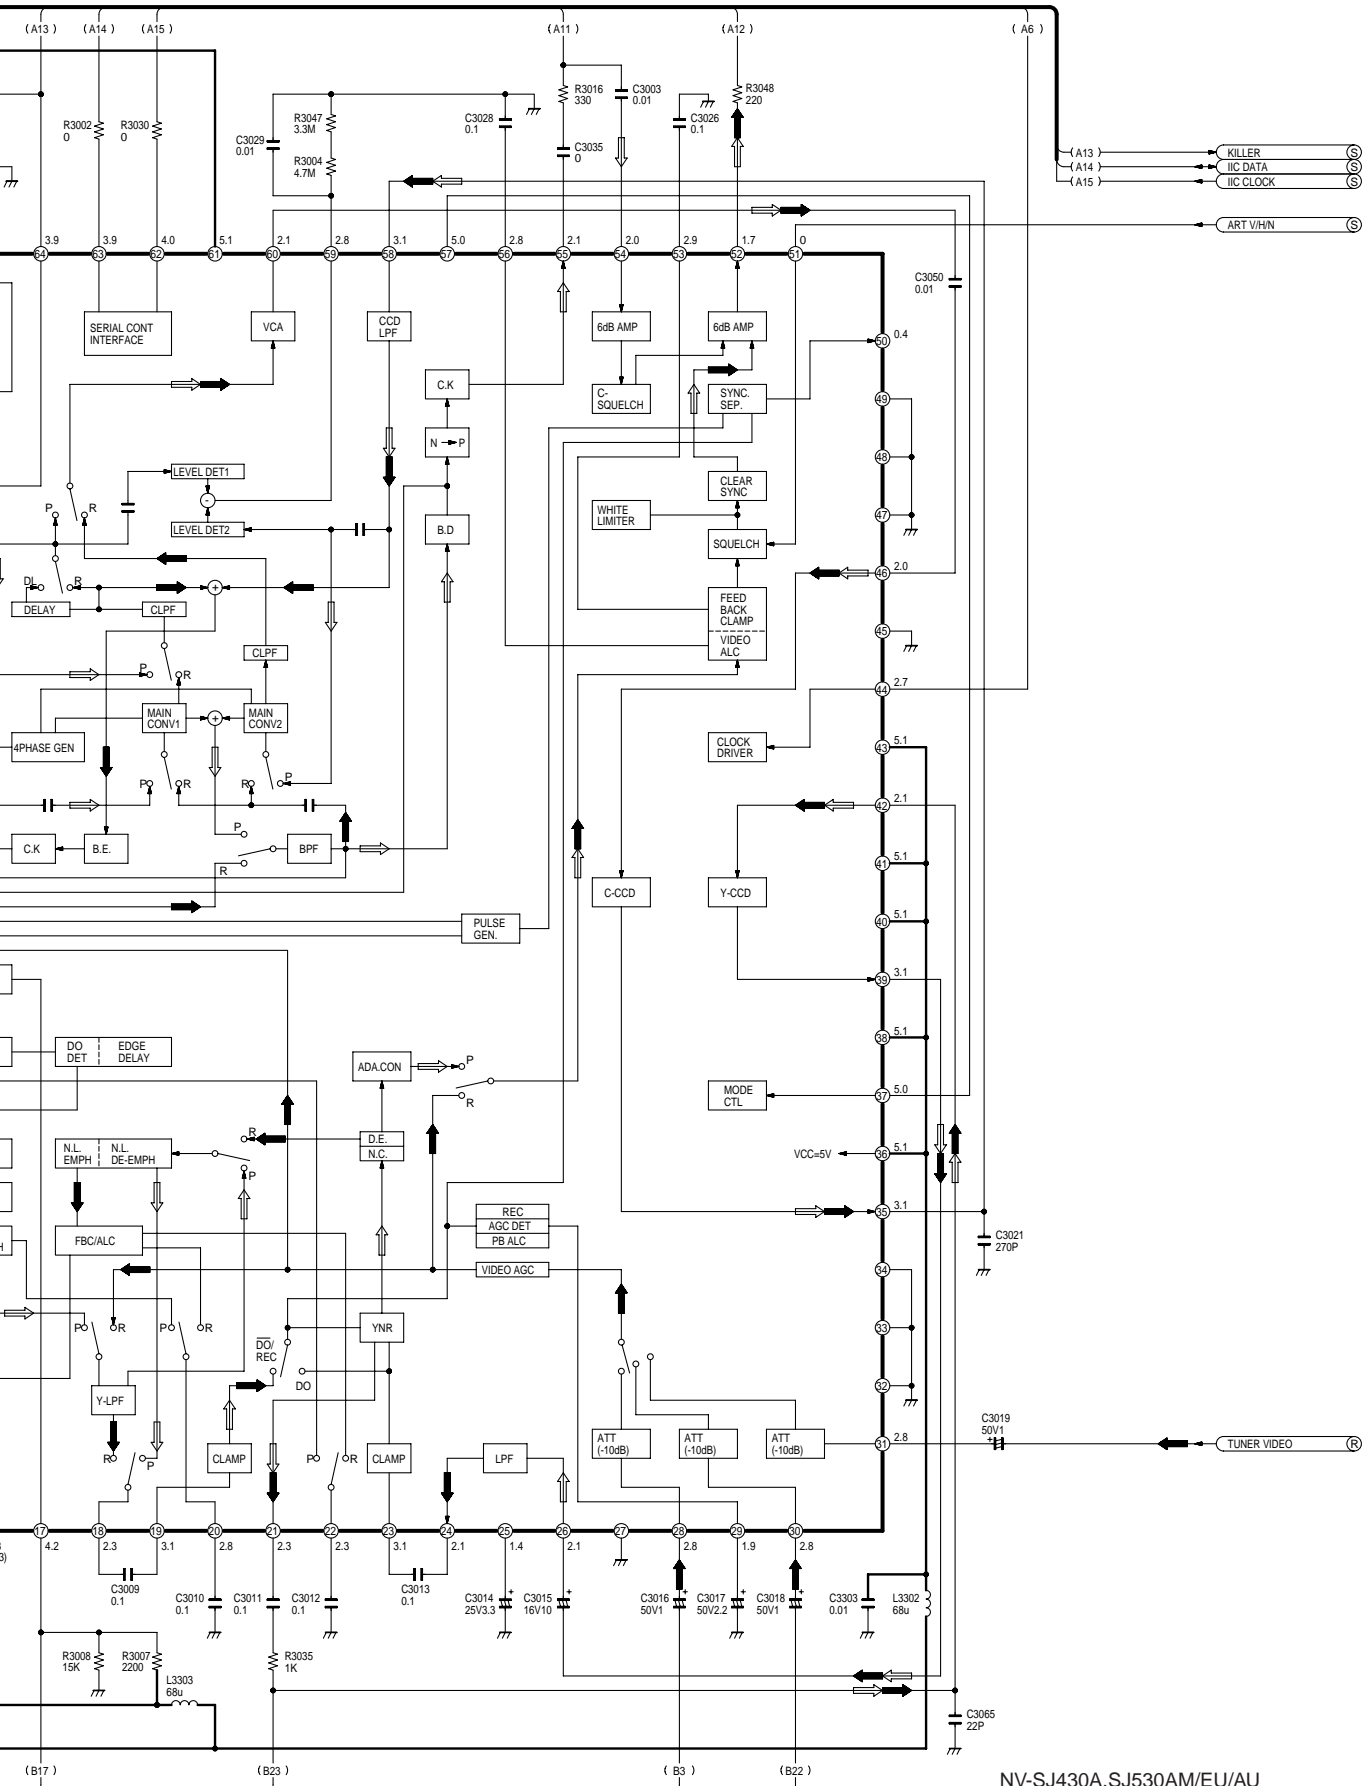 (A13) (A14) (A15) (A11) (A12) (A6)
R3002 0
R3030 0
C3029 0.01
R3047 3.3M
R3004 4.7M
C3028 0.1
R3016 330
C3003 0.01
C3035 0
C3026 0.1
R3048 220
(A13) KILLER S
(A14) IIC DATA S
(A15) IIC CLOCK S
ART V/H/N S
3.9 3.9 4.0 5.1 2.1 2.8 3.1 5.0 2.8 2.1 2.0 2.9 1.7 0
64 63 62 61 60 59 58 57 56 55 54 53 52 51
C3050 0.01
SERIAL CONT INTERFACE
VCA
CCD LPF
6dB AMP
6dB AMP
50 0.4
C.K
C-SQUELCH
SYNC. SEP.
49
N P
48
LEVEL DET1
P R
-
CLEAR SYNC
WHITE LIMITER
47
LEVEL DET2
B.D
SQUELCH
46 2.0
DL R
+
DELAY
CLPF
FEED BACK CLAMP
VIDEO ALC
45
CLPF
P R
44 2.7
MAIN CONV1
+
MAIN CONV2
4PHASE GEN
CLOCK DRIVER
43 5.1
P R R P
42 2.1
P
C.K
B.E.
BPF
R
41 5.1
C-CCD
Y-CCD
PULSE GEN.
40 5.1
39 3.1
38 5.1
DO DET
EDGE DELAY
ADA.CON
P
R
MODE CTL
37 5.0
N.L. EMPH
N.L. DE-EMPH
R
P
D.E.
N.C.
VCC=5V
36 5.1
REC
AGC DET
PB ALC
35 3.1
FBC/ALC
H
C3021 270P
VIDEO AGC
34
P R P R
DO/ REC
DO
YNR
33
32
Y-LPF
C3019 50V1
+
R P
CLAMP
P R
CLAMP
LPF
ATT (-10dB)
ATT (-10dB)
ATT (-10dB)
31 2.8
TUNER VIDEO R
17 18 19 20 21 22 23 24 25 26 27 28 29 30
3)
4.2 2.3 3.1 2.8 2.3 2.3 3.1 2.1 1.4 2.1 2.8 1.9 2.8
C3009 0.1
C3010 0.1
C3011 0.1
C3012 0.1
C3013 0.1
C3014 25V3.3
+
C3015 16V10
+
C3016 50V1
+
C3017 50V2.2
+
C3018 50V1
+
C3303 0.01
L3302 68u
R3008 15K
R3007 2200
L3303 68u
R3035 1K
C3065 22P
(B17) (B23) (B3) (B22)
NV-SJ430A,SJ530AM/EU/AU